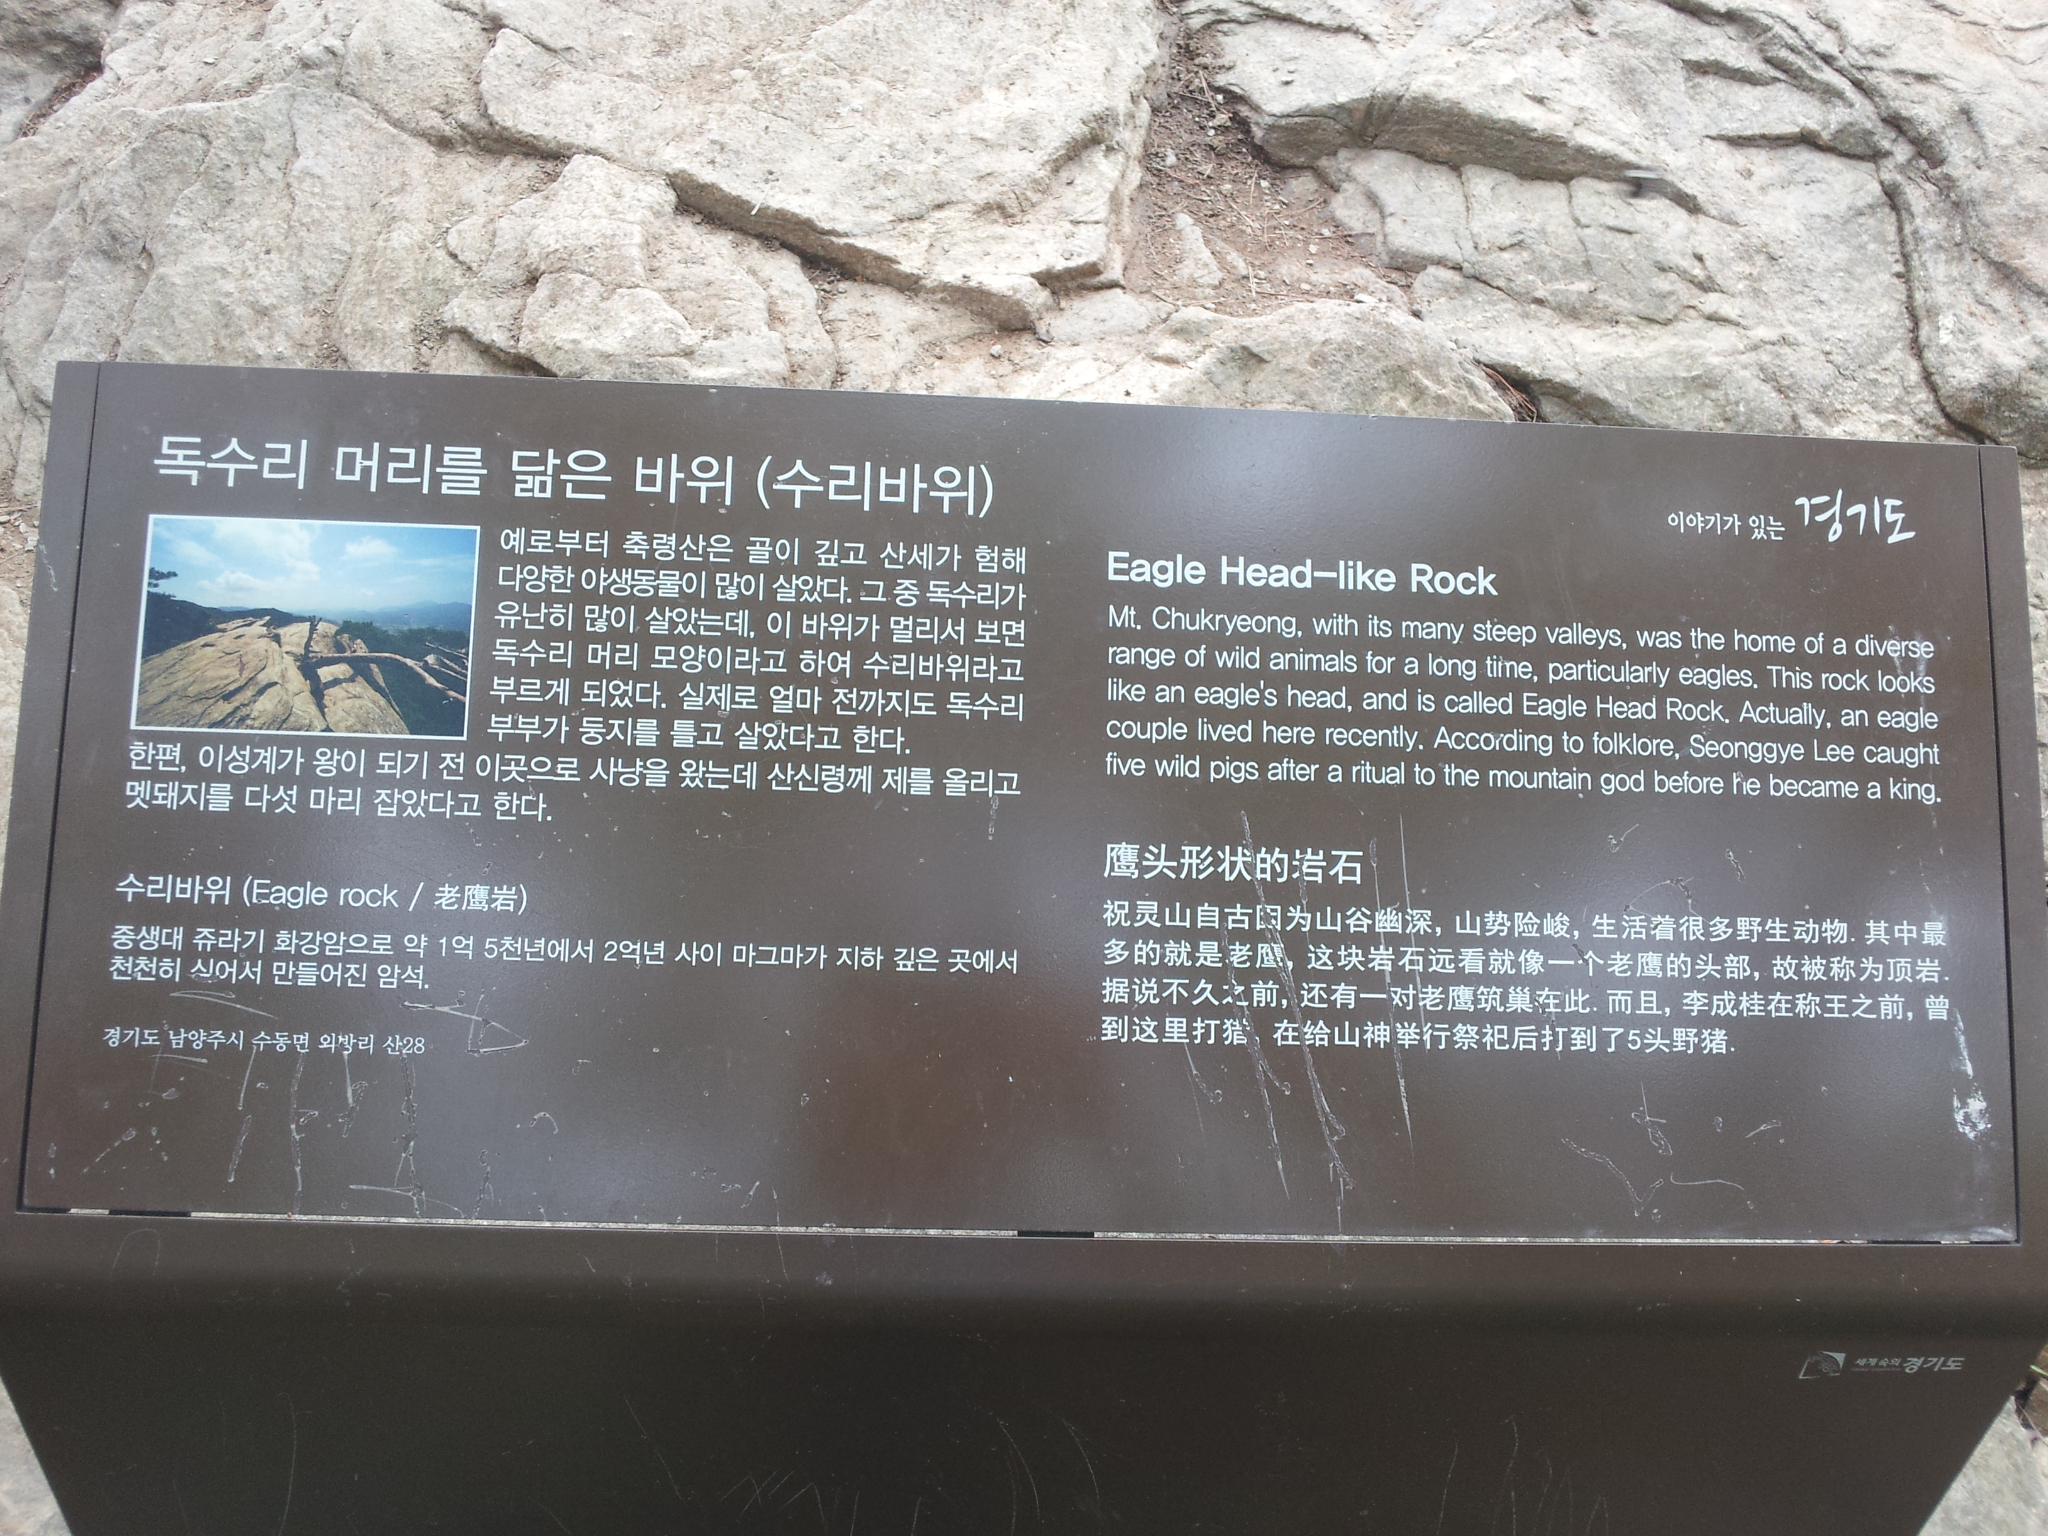 독수리 머리를 닮은 바위 (수리바위)
예로부터 축령산은 골이 깊고 산세가 험해
다양한 야생동물이 많이 살았다. 그 중 독수리가
유난히 많이 살았는데, 이 바위가 멀리서 보면
독수리 머리 모양이라고 하여 수리바위라고
부르게 되었다. 실제로 얼마 전까지도 독수리
부부가 둥지를 틀고 살았다고 한다.
한편, 이성계가 왕이 되기 전 이곳으로 사냥을 왔는데 산신령께 제를 올리고
멧돼지를 다섯 마리 잡았다고 한다.
수리바위 (Eagle rock / 老鹰岩)
중생대 쥬라기 화강암으로 약 1억 5천년에서 2억년 사이 마그마가 지하 깊은 곳에서
천천히 식어서 만들어진 암석.
경기도 남양주시 수동면 외방리 산28
이야기가 있는 경기도
Eagle Head-like Rock
Mt. Chukryeong, with its many steep valleys, was the home of a diverse
range of wild animals for a long time, particularly eagles. This rock looks
like an eagle's head, and is called Eagle Head Rock. Actually, an eagle
couple lived here recently. According to folklore, Seonggye Lee caught
five wild pigs after a ritual to the mountain god before he became a king.
鹰头形状的岩石
祝灵山自古因为山谷幽深, 山势险峻, 生活着很多野生动物. 其中最
多的就是老鹰, 这块岩石远看就像一个老鹰的头部, 故被称为顶岩.
据说不久之前, 还有一对老鹰筑巢在此. 而且, 李成桂在称王之前, 曾
到这里打猎, 在给山神举行祭祀后打到了5头野猪.
세계속의 경기도